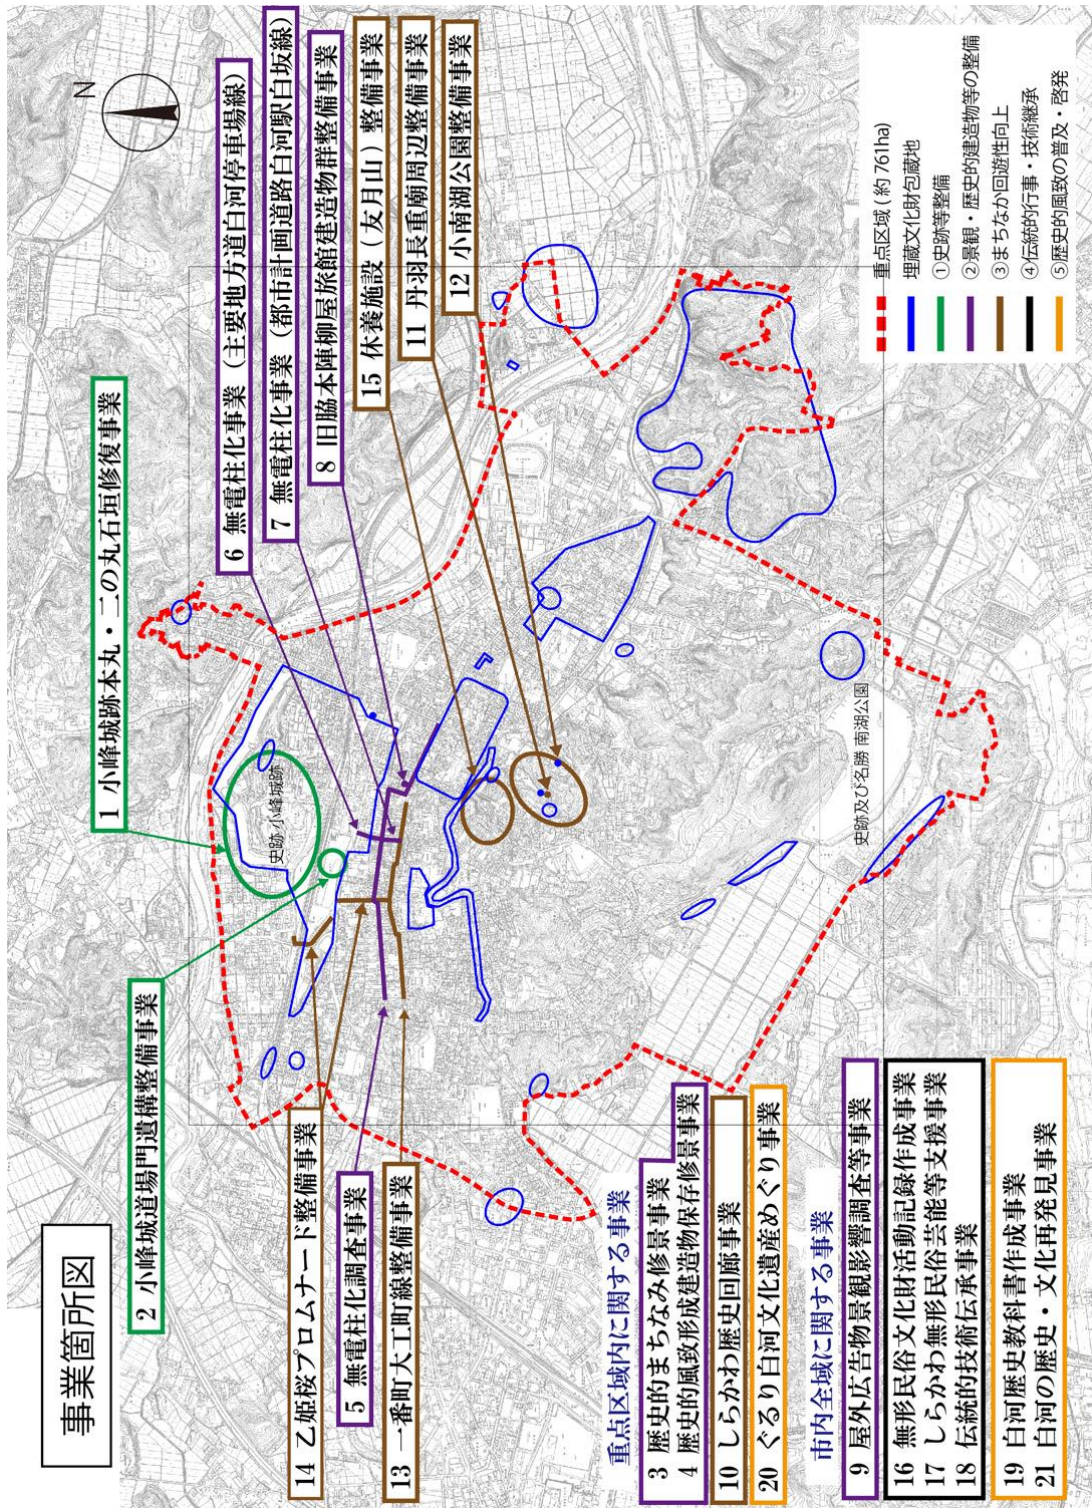 事業箇所図
N
1 小峰城跡本丸・二の丸石垣修復事業
2 小峰城道場門遺構整備事業
6 無電柱化事業（主要地方道白河停車場線）
7 無電柱化事業（都市計画道路白河駅白坂線）
8 旧脇本陣柳屋旅館建造物群整備事業
15 休養施設（友月山）整備事業
11 丹羽長重廟周辺整備事業
12 小南湖公園整備事業
14 乙姫桜プロムナード整備事業
5 無電柱化調査事業
13 一番町大工町線整備事業
史跡 小峰城跡
史跡及び名勝 南湖公園
重点区域内に関する事業
3 歴史的まちなみ修景事業
4 歴史的風致形成建造物保存修景事業
10 しらかわ歴史回廊事業
20 ぐるり白河文化遺産めぐり事業
市内全域に関する事業
9 屋外広告物景観影響調査等事業
16 無形民俗文化財活動記録作成事業
17 しらかわ無形民俗芸能等支援事業
18 伝統的技術伝承事業
19 白河歴史教科書作成事業
21 白河の歴史・文化再発見事業
重点区域 (約 761ha)
埋蔵文化財包蔵地
①史跡等整備
②景観・歴史的建造物等の整備
③まちなか回遊性向上
④伝統的行事・技術継承
⑤歴史的風致の普及・啓発